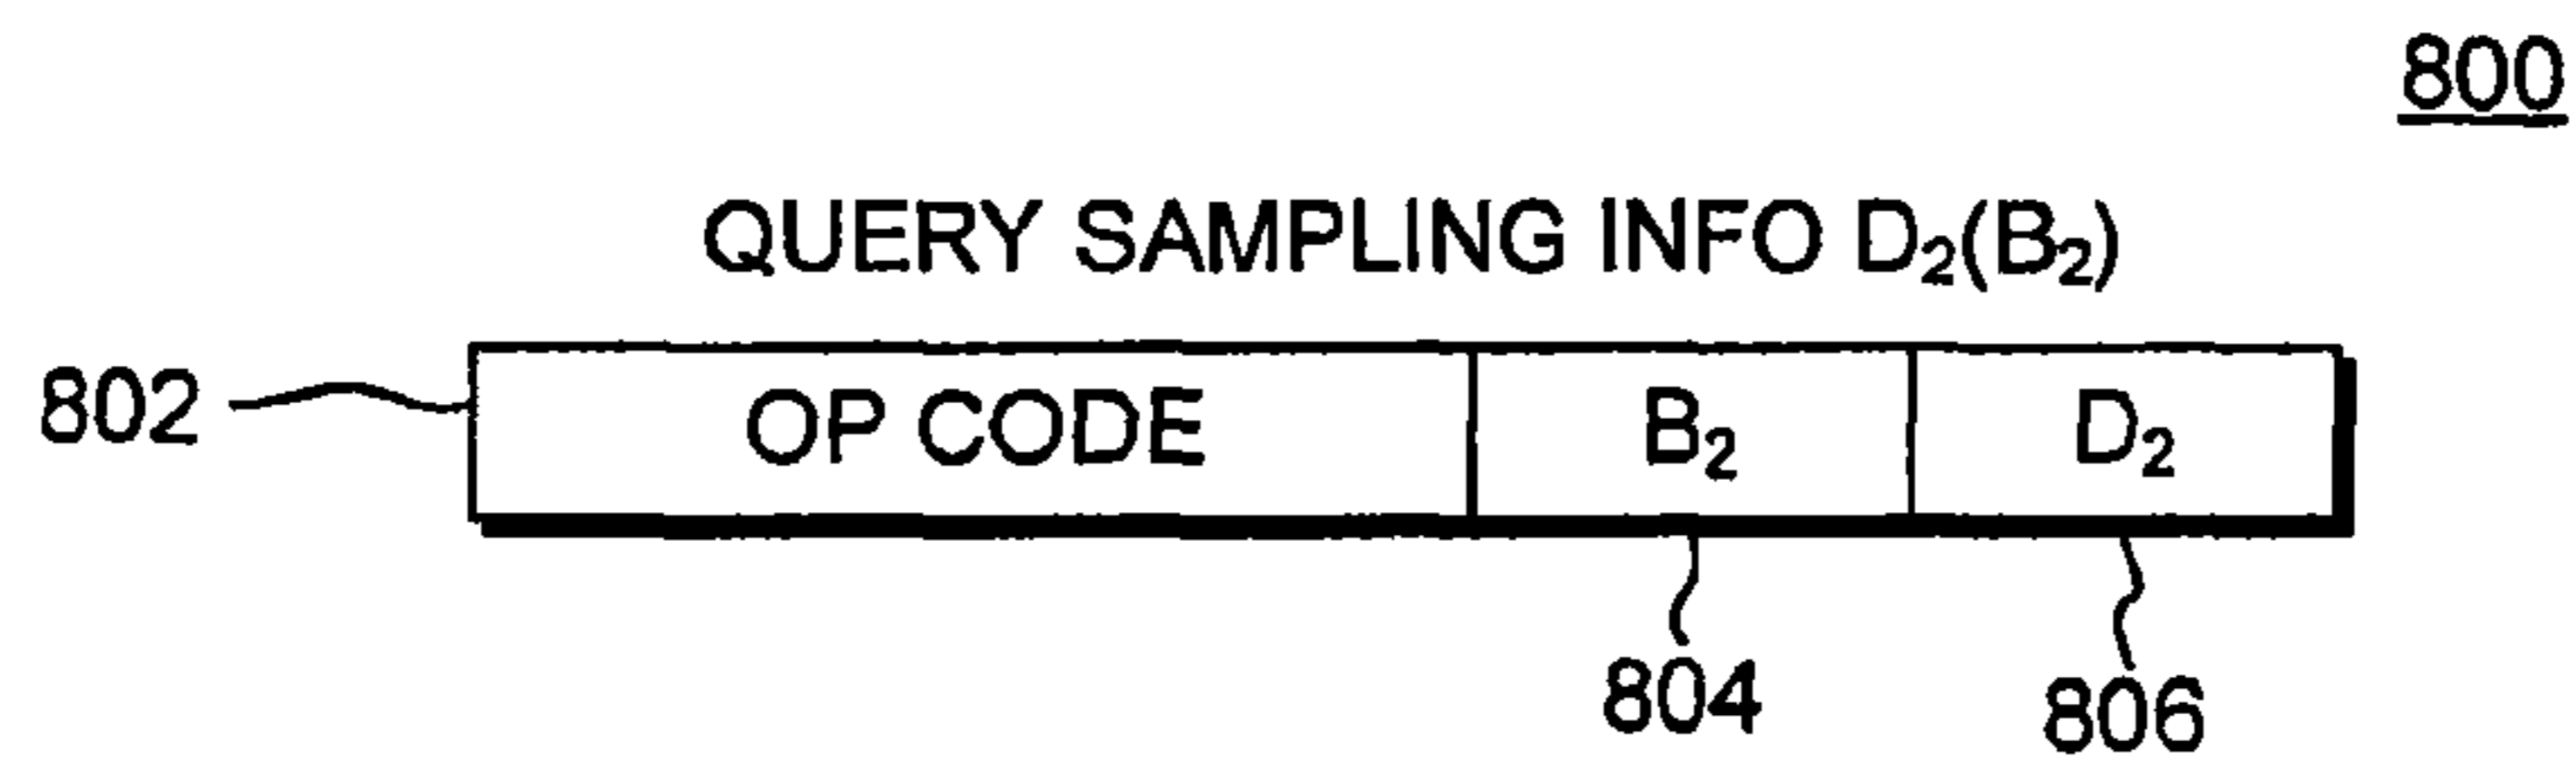 800
QUERY SAMPLING INFO D₂(B₂)
802 OP CODE B₂ D₂
804 806